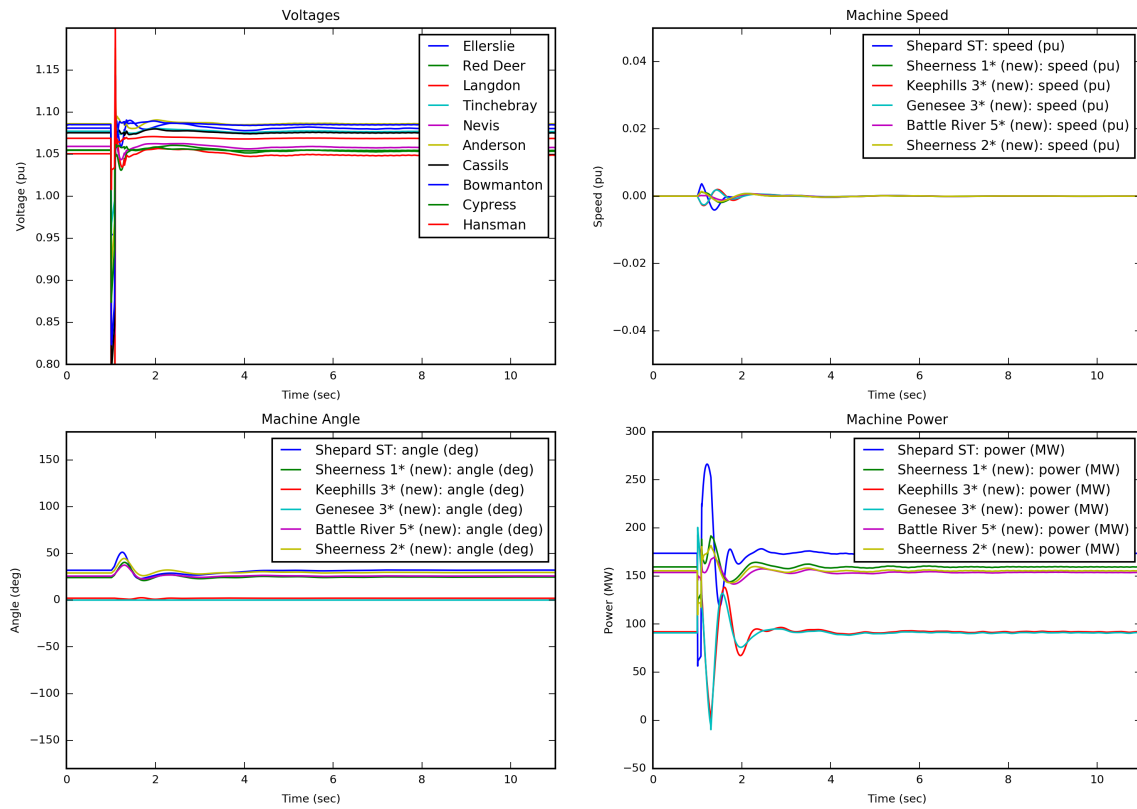 Voltages
Voltage (pu)
1.15
1.10
1.05
1.00
0.95
0.90
0.85
0.80
0
2
4
6
8
10
Time (sec)
Ellerslie
Red Deer
Langdon
Tinchebray
Nevis
Anderson
Cassils
Bowmanton
Cypress
Hansman
Machine Speed
Speed (pu)
0.04
0.02
0.00
−0.02
−0.04
0
2
4
6
8
10
Time (sec)
Shepard ST: speed (pu)
Sheerness 1* (new): speed (pu)
Keephills 3* (new): speed (pu)
Genesee 3* (new): speed (pu)
Battle River 5* (new): speed (pu)
Sheerness 2* (new): speed (pu)
Machine Angle
Angle (deg)
150
100
50
0
−50
−100
−150
0
2
4
6
8
10
Time (sec)
Shepard ST: angle (deg)
Sheerness 1* (new): angle (deg)
Keephills 3* (new): angle (deg)
Genesee 3* (new): angle (deg)
Battle River 5* (new): angle (deg)
Sheerness 2* (new): angle (deg)
Machine Power
Power (MW)
300
250
200
150
100
50
0
−50
0
2
4
6
8
10
Time (sec)
Shepard ST: power (MW)
Sheerness 1* (new): power (MW)
Keephills 3* (new): power (MW)
Genesee 3* (new): power (MW)
Battle River 5* (new): power (MW)
Sheerness 2* (new): power (MW)